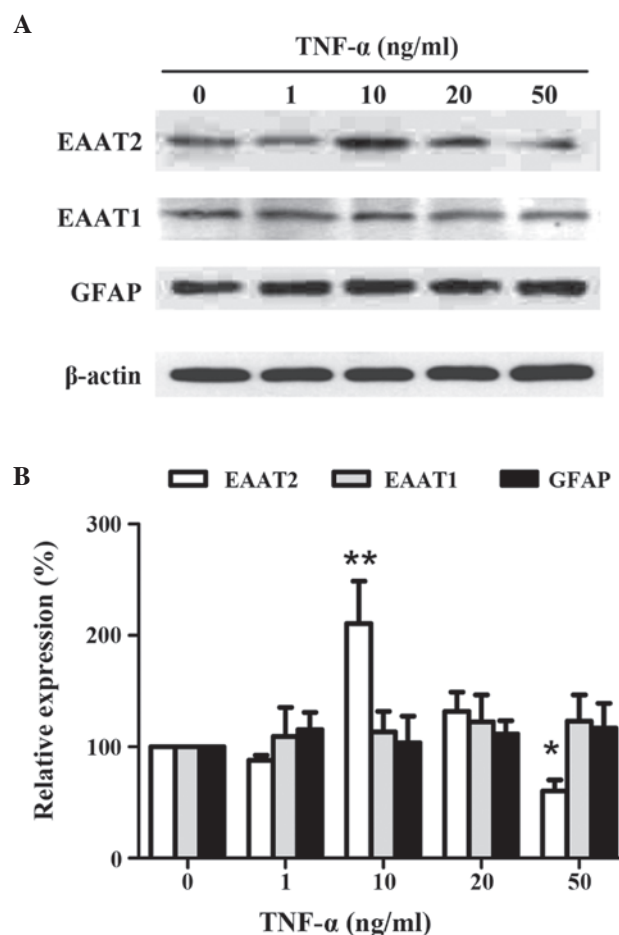 A
TNF-α (ng/ml)
0 1 10 20 50
EAAT2
EAAT1
GFAP
β-actin
B
EAAT2 EAAT1 GFAP
Relative expression (%)
300
200
100
0
**
*
0 1 10 20 50
TNF-α (ng/ml)